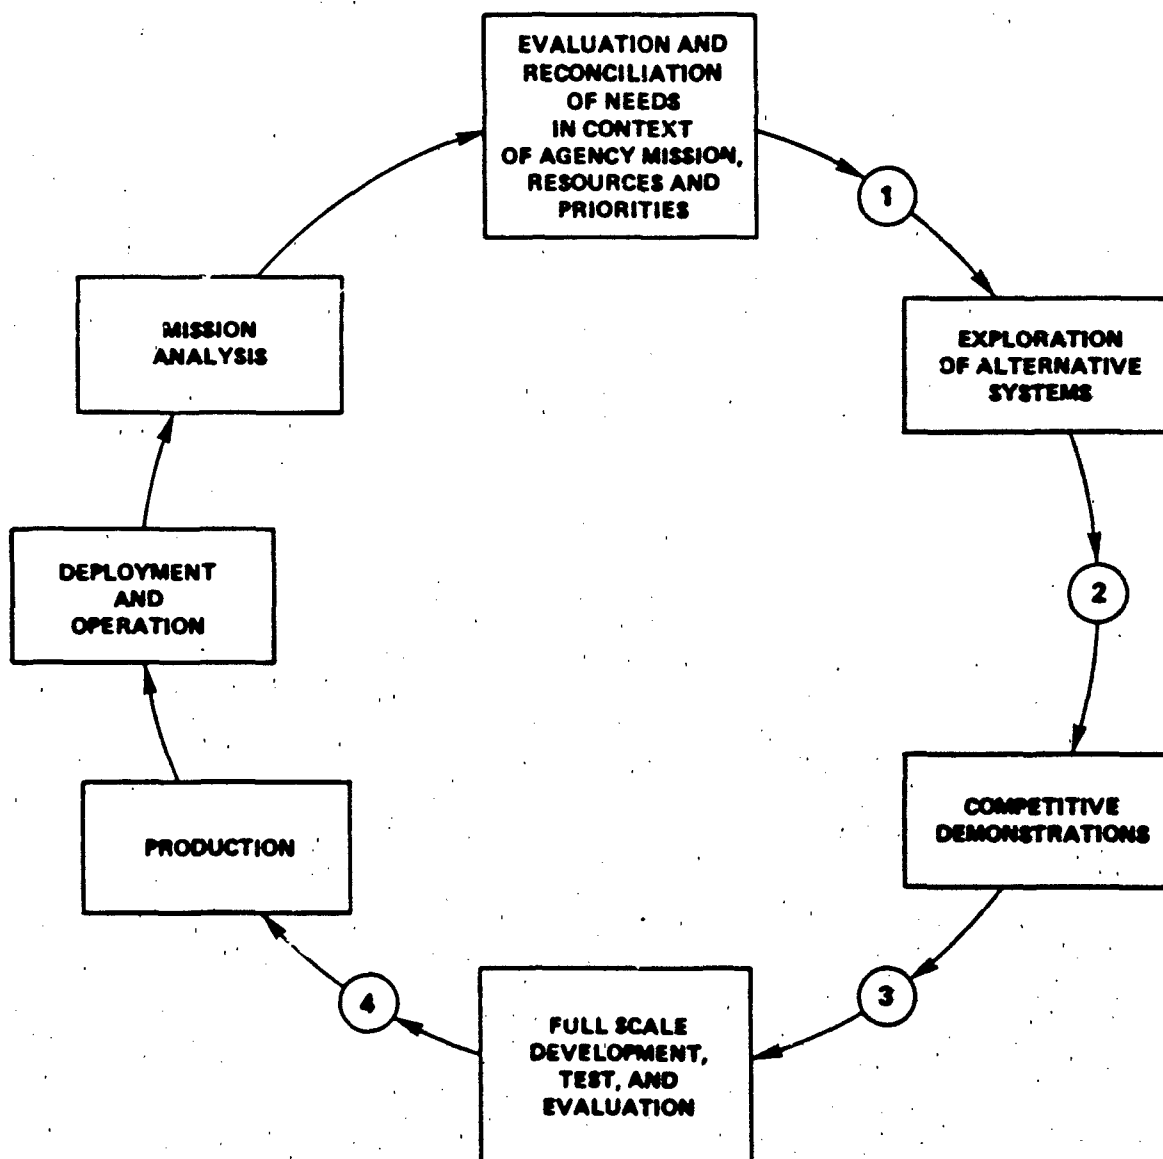 EVALUATION AND
RECONCILIATION
OF NEEDS
IN CONTEXT
OF AGENCY MISSION,
RESOURCES AND
PRIORITIES
1
EXPLORATION
OF ALTERNATIVE
SYSTEMS
2
COMPETITIVE
DEMONSTRATIONS
3
FULL SCALE
DEVELOPMENT,
TEST, AND
EVALUATION
4
PRODUCTION
DEPLOYMENT
AND
OPERATION
MISSION
ANALYSIS